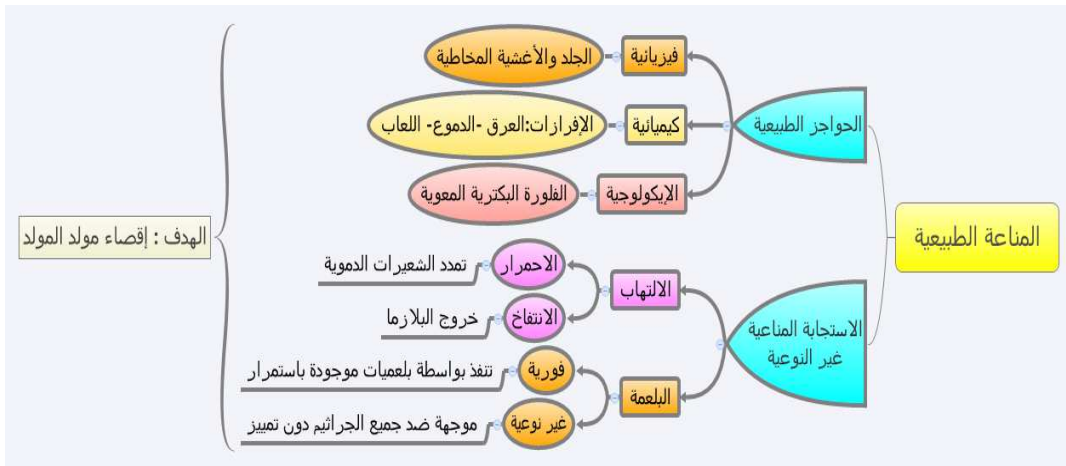 المناعة الطبيعية
الحواجز الطبيعية
فيزيائية
الجلد والأغشية المخاطية
كيميائية
الإفرازات:العرق -الدموع- اللعاب
الإيكولوجية
الفلورة البكترية المعوية
الاستجابة المناعية
غير النوعية
الالتهاب
الاحمرار
تمدد الشعيرات الدموية
الانتفاخ
خروج البلازما
البلعمة
فورية
تنفذ بواسطة بلعميات موجودة باستمرار
غير نوعية
موجهة ضد جميع الجراثيم دون تمييز
الهدف : إقصاء مولد المولد